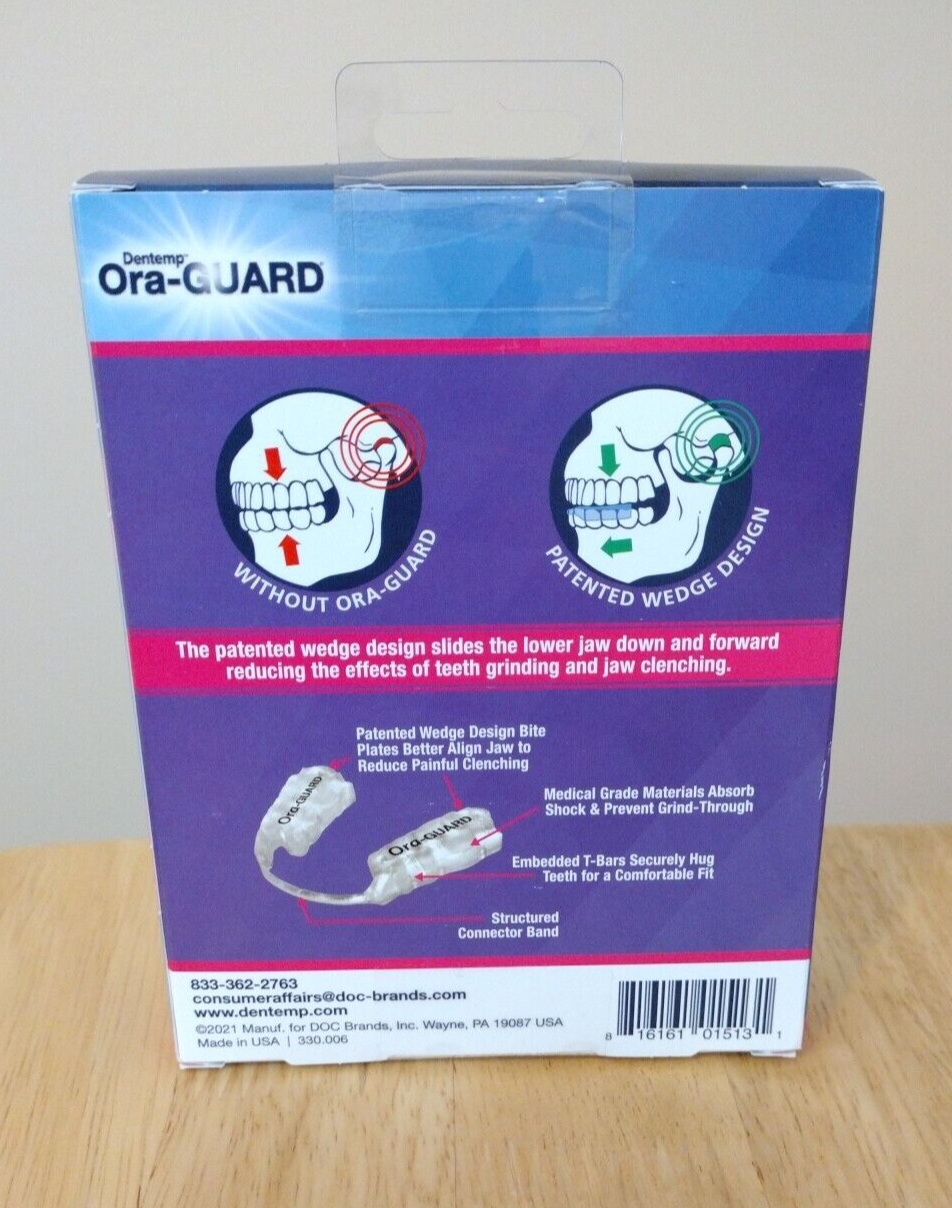 Dentemp™
Ora-GUARD®
WITHOUT ORA-GUARD
PATENTED WEDGE DESIGN
The patented wedge design slides the lower jaw down and forward
reducing the effects of teeth grinding and jaw clenching.
Patented Wedge Design Bite
Plates Better Align Jaw to
Reduce Painful Clenching
Ora-GUARD
Ora-GUARD
Medical Grade Materials Absorb
Shock & Prevent Grind-Through
Embedded T-Bars Securely Hug
Teeth for a Comfortable Fit
Structured
Connector Band
833-362-2763
consumeraffairs@doc-brands.com
www.dentemp.com
©2021 Manuf. for DOC Brands, Inc. Wayne, PA 19087 USA
Made in USA | 330.006
8 16161 01513 1